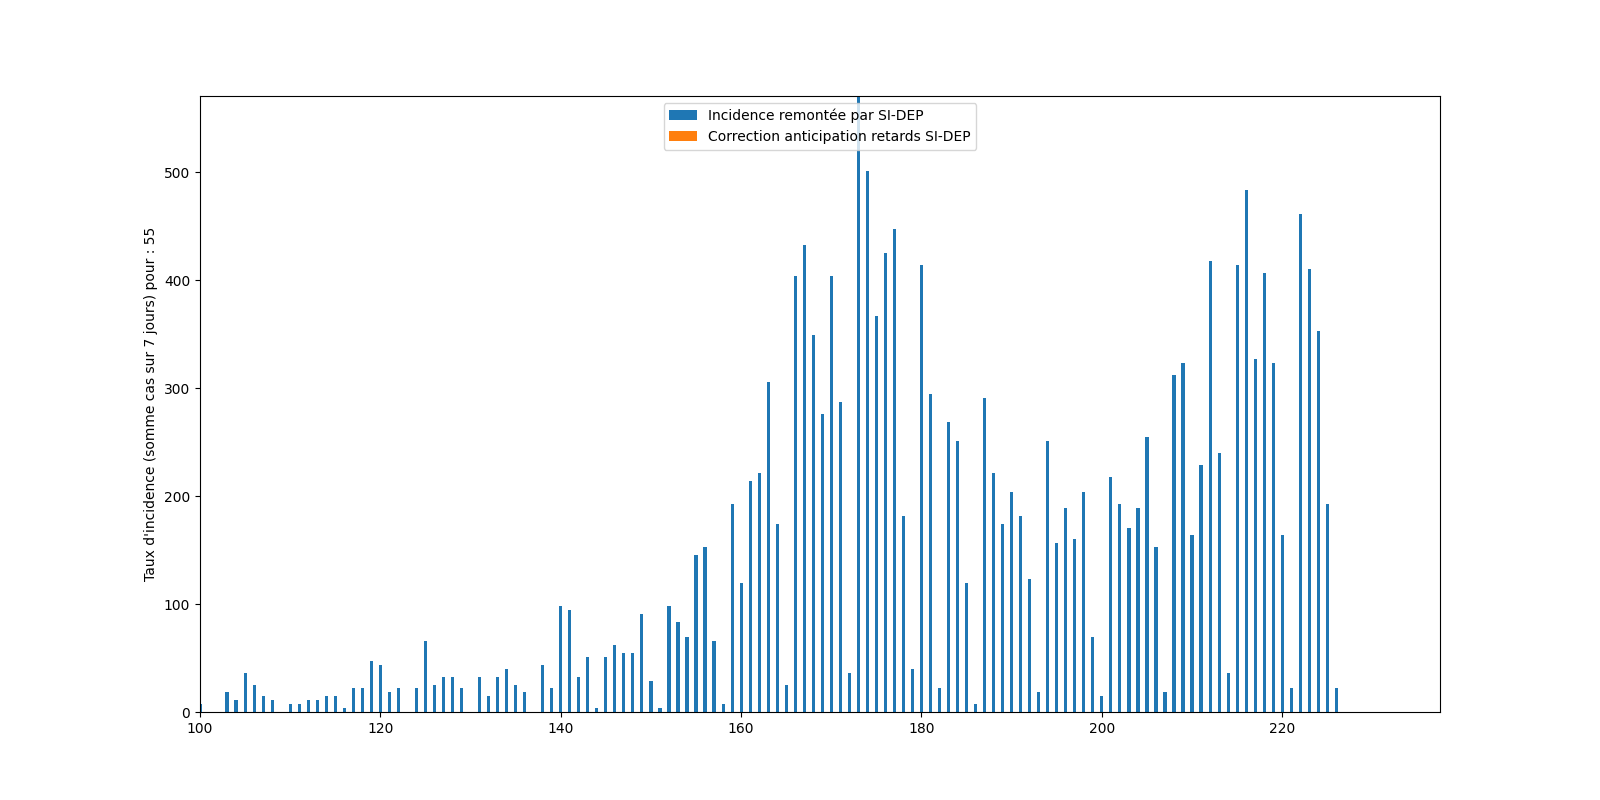 Incidence remontée par SI-DEP
Correction anticipation retards SI-DEP
Taux d'incidence (somme cas sur 7 jours) pour : 55
500
400
300
200
100
0
100 120 140 160 180 200 220